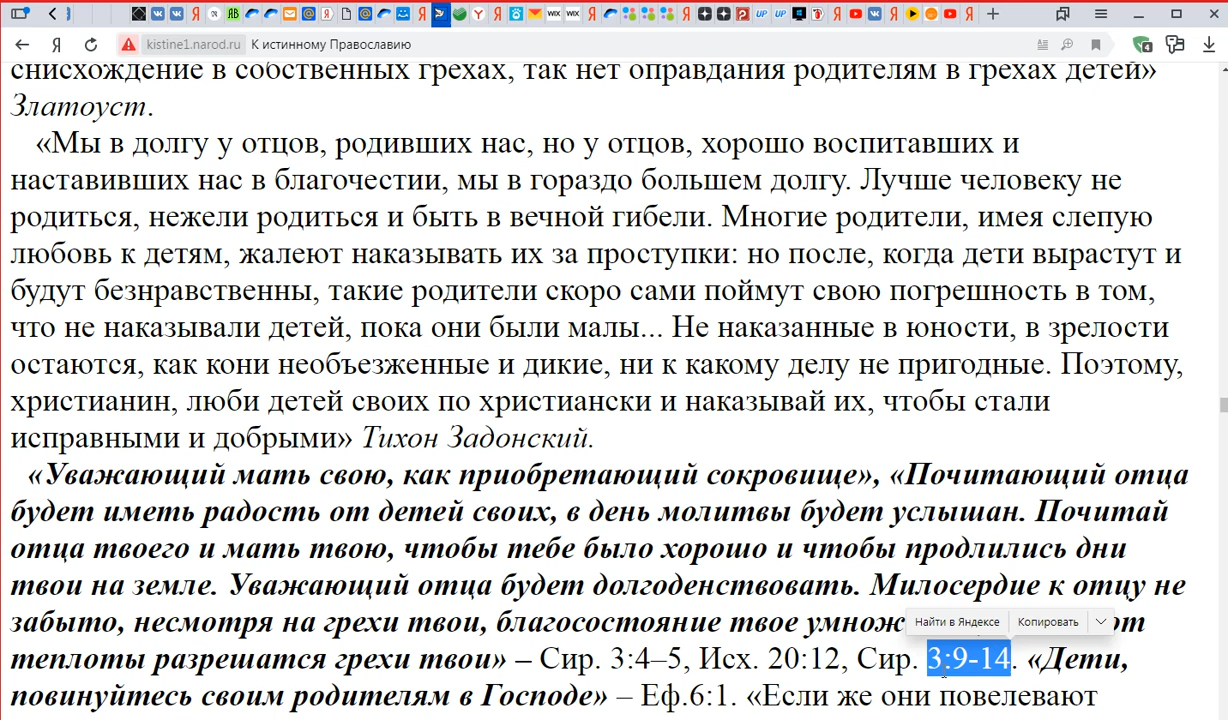 kistine1.narod.ru К истинному Православию
снисхождение в собственных грехах, так нет оправдания родителям в грехах детей»
Златоуст.
«Мы в долгу у отцов, родивших нас, но у отцов, хорошо воспитавших и
наставивших нас в благочестии, мы в гораздо большем долгу. Лучше человеку не
родиться, нежели родиться и быть в вечной гибели. Многие родители, имея слепую
любовь к детям, жалеют наказывать их за проступки: но после, когда дети вырастут и
будут безнравственны, такие родители скоро сами поймут свою погрешность в том,
что не наказывали детей, пока они были малы... Не наказанные в юности, в зрелости
остаются, как кони необъезженные и дикие, ни к какому делу не пригодные. Поэтому,
христианин, люби детей своих по христиански и наказывай их, чтобы стали
исправными и добрыми» Тихон Задонский.
«Уважающий мать свою, как приобретающий сокровище», «Почитающий отца
будет иметь радость от детей своих, в день молитвы будет услышан. Почитай
отца твоего и мать твою, чтобы тебе было хорошо и чтобы продлились дни
твои на земле. Уважающий отца будет долгоденствовать. Милосердие к отцу не
забыто, несмотря на грехи твои, благосостояние твое умнож от
Найти в Яндексе Копировать
теплоты разрешатся грехи твои» – Сир. 3:4–5, Исх. 20:12, Сир. 3:9-14. «Дети,
повинуйтесь своим родителям в Господе» – Еф.6:1. «Если же они повелевают